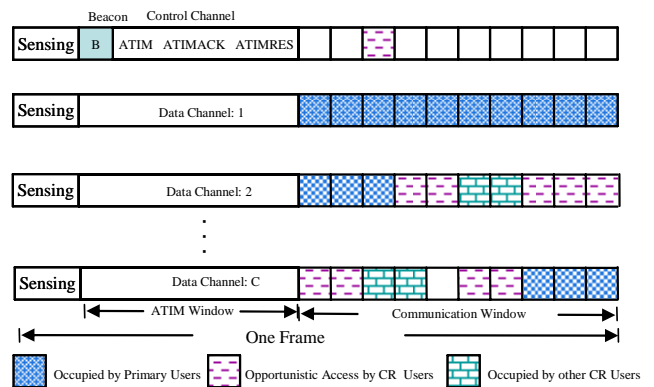 Beacon Control Channel
Sensing B ATIM ATIMACK ATIMRES
Sensing Data Channel: 1
Sensing Data Channel: 2
Sensing Data Channel: C
ATIM Window Communication Window
One Frame
Occupied by Primary Users Opportunistic Access by CR Users Occupied by other CR Users